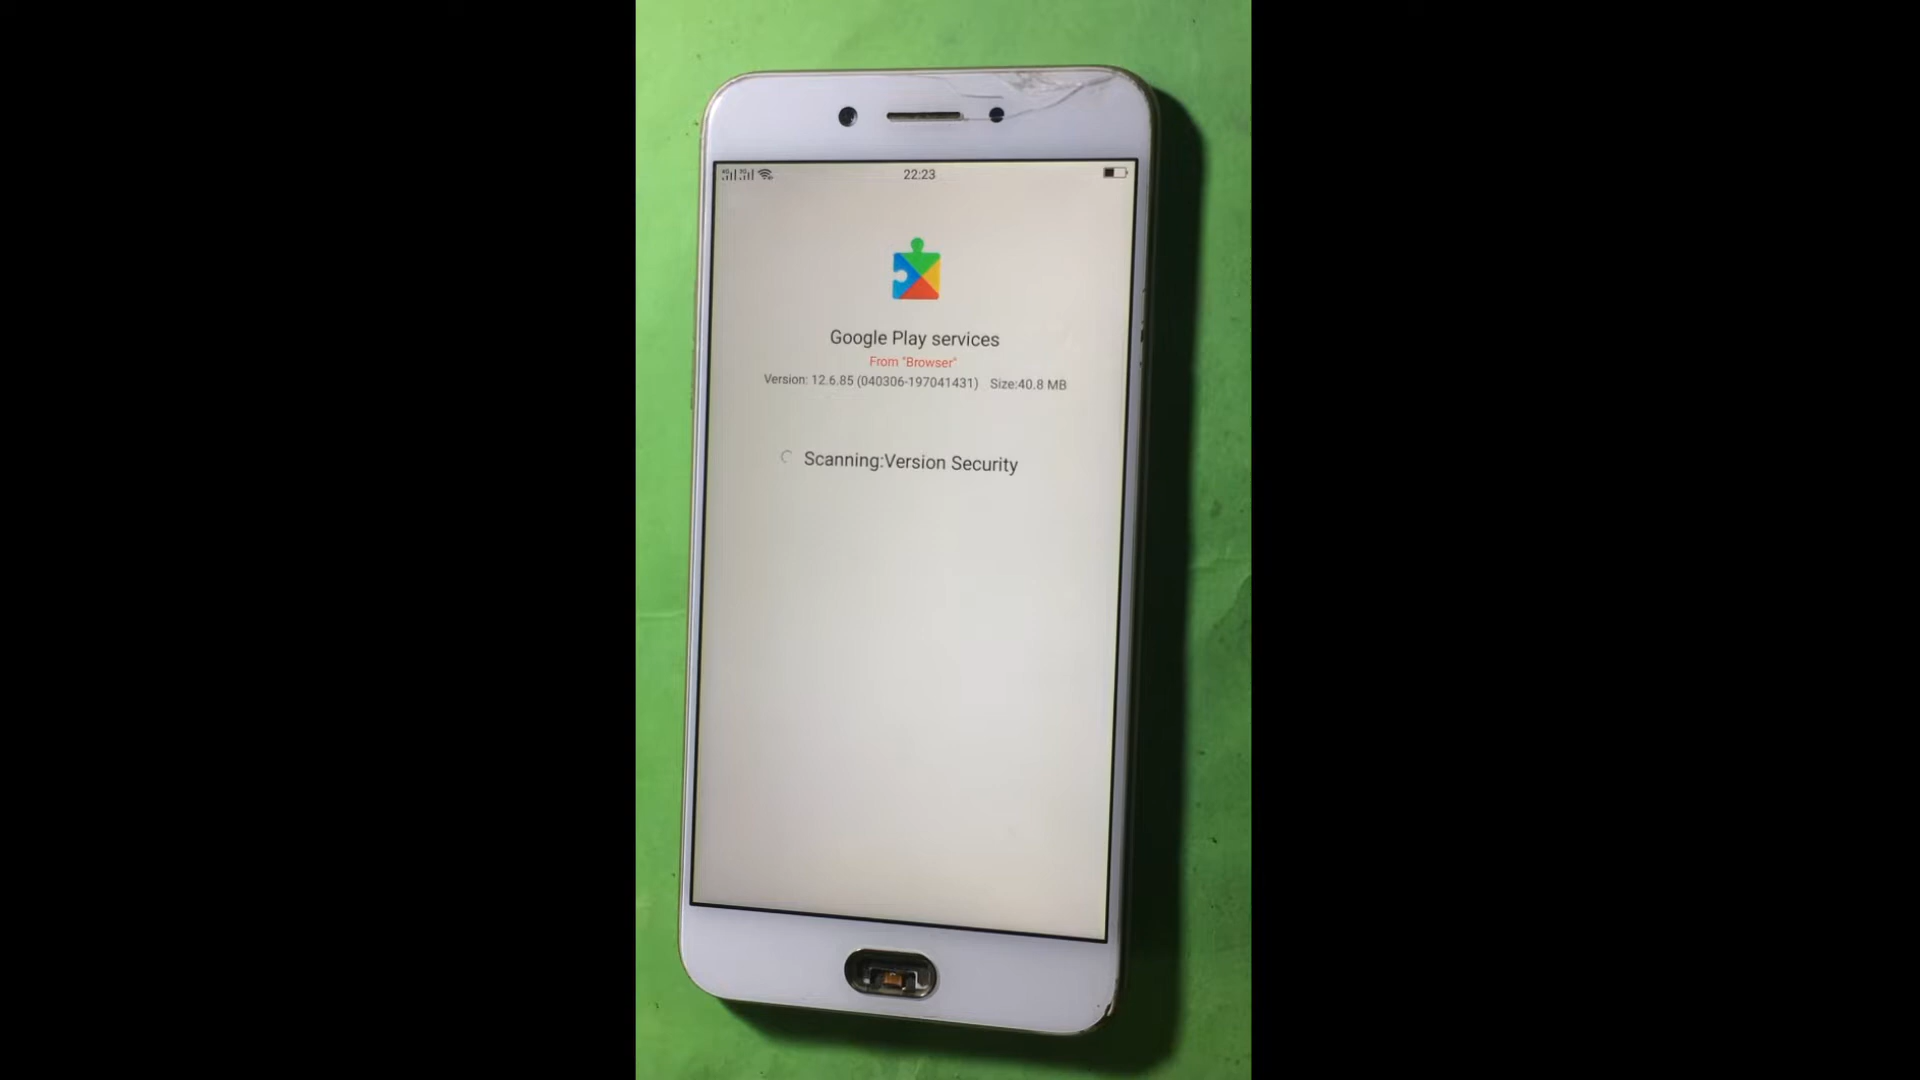 22:23
Google Play services
From "Browser"
Version: 12.6.85 (040306-197041431) Size:40.8 MB
Scanning:Version Security